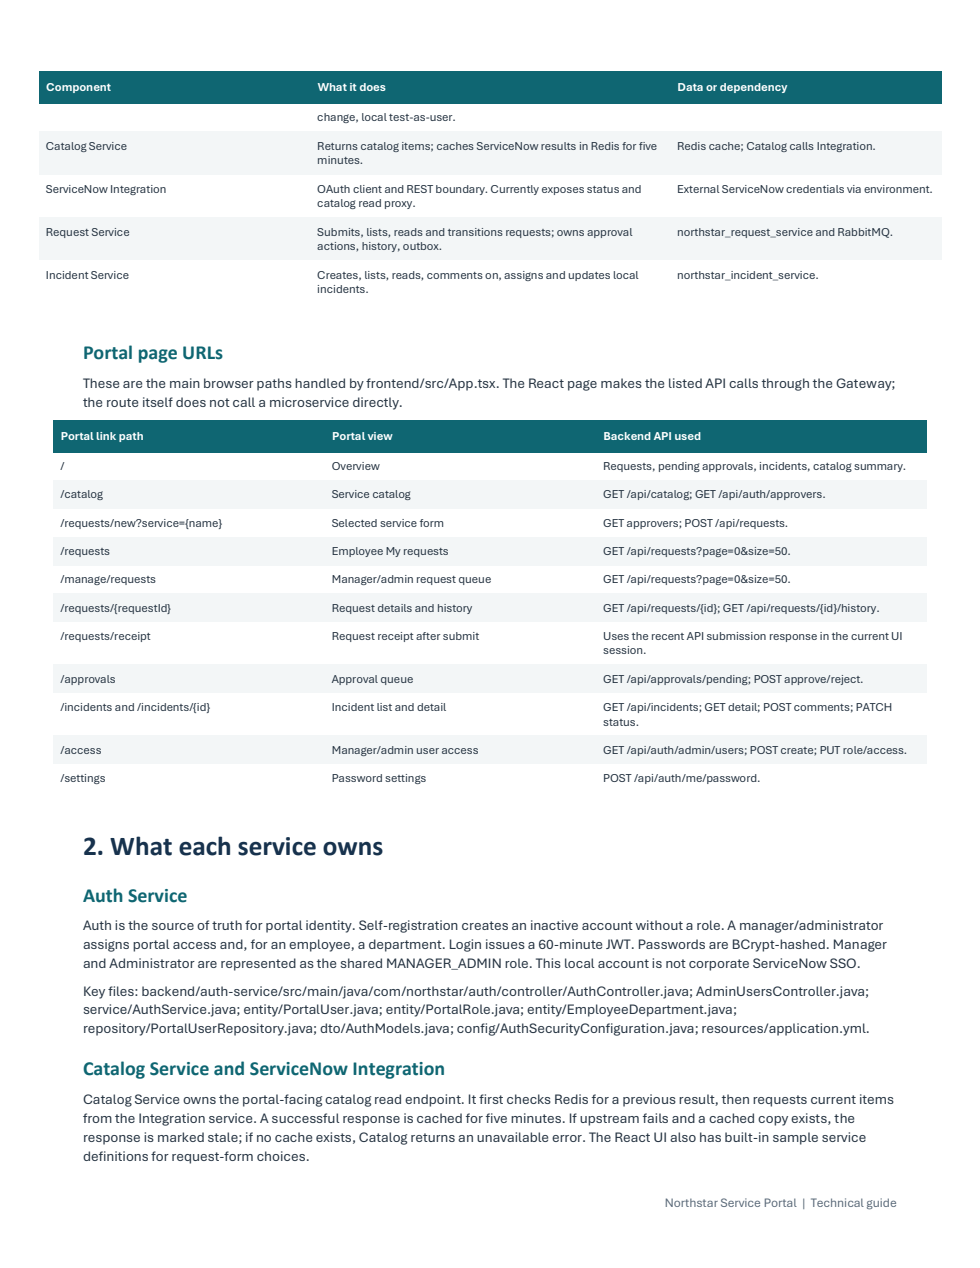 Component What it does Data or dependency
change, local test-as-user.
Catalog Service Returns catalog items; caches ServiceNow results in Redis for five Redis cache; Catalog calls Integration.
minutes.
ServiceNow Integration OAuth client and REST boundary. Currently exposes status and External ServiceNow credentials via environment.
catalog read proxy.
Request Service Submits, lists, reads and transitions requests; owns approval northstar_request_service and RabbitMQ.
actions, history, outbox.
Incident Service Creates, lists, reads, comments on, assigns and updates local northstar_incident_service.
incidents.
Portal page URLs
These are the main browser paths handled by frontend/src/App.tsx. The React page makes the listed API calls through the Gateway;
the route itself does not call a microservice directly.
Portal link path Portal view Backend API used
/ Overview Requests, pending approvals, incidents, catalog summary.
/catalog Service catalog GET /api/catalog; GET /api/auth/approvers.
/requests/new?service={name} Selected service form GET approvers; POST /api/requests.
/requests Employee My requests GET /api/requests?page=0&size=50.
/manage/requests Manager/admin request queue GET /api/requests?page=0&size=50.
/requests/{requestId} Request details and history GET /api/requests/{id}; GET /api/requests/{id}/history.
/requests/receipt Request receipt after submit Uses the recent API submission response in the current UI
session.
/approvals Approval queue GET /api/approvals/pending; POST approve/reject.
/incidents and /incidents/{id} Incident list and detail GET /api/incidents; GET detail; POST comments; PATCH
status.
/access Manager/admin user access GET /api/auth/admin/users; POST create; PUT role/access.
/settings Password settings POST /api/auth/me/password.
2. What each service owns
Auth Service
Auth is the source of truth for portal identity. Self-registration creates an inactive account without a role. A manager/administrator
assigns portal access and, for an employee, a department. Login issues a 60-minute JWT. Passwords are BCrypt-hashed. Manager
and Administrator are represented as the shared MANAGER_ADMIN role. This local account is not corporate ServiceNow SSO.
Key files: backend/auth-service/src/main/java/com/northstar/auth/controller/AuthController.java; AdminUsersController.java;
service/AuthService.java; entity/PortalUser.java; entity/PortalRole.java; entity/EmployeeDepartment.java;
repository/PortalUserRepository.java; dto/AuthModels.java; config/AuthSecurityConfiguration.java; resources/application.yml.
Catalog Service and ServiceNow Integration
Catalog Service owns the portal-facing catalog read endpoint. It first checks Redis for a previous result, then requests current items
from the Integration service. A successful response is cached for five minutes. If upstream fails and a cached copy exists, the
response is marked stale; if no cache exists, Catalog returns an unavailable error. The React UI also has built-in sample service
definitions for request-form choices.
Northstar Service Portal | Technical guide